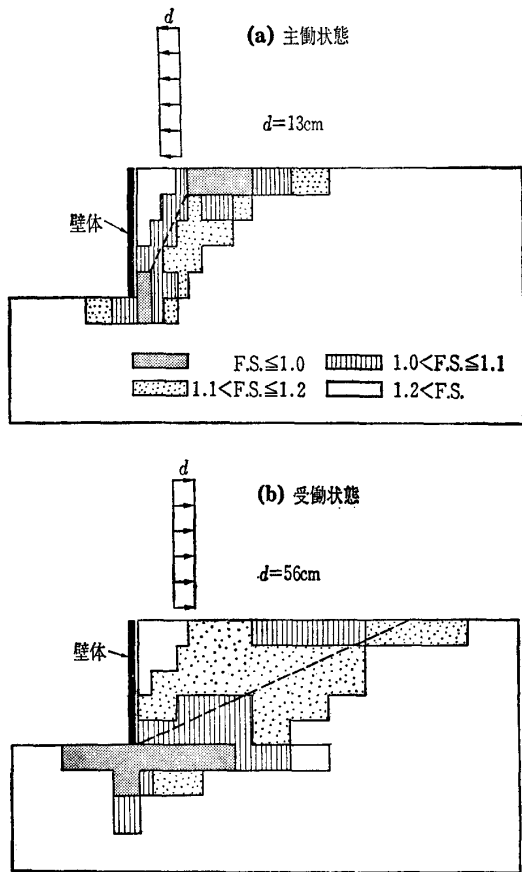 d
(a) 主働状態
d=13cm
壁体
F.S.≦1.0
1.0<F.S.≦1.1
1.1<F.S.≦1.2
1.2<F.S.
d
(b) 受働状態
d=56cm
壁体